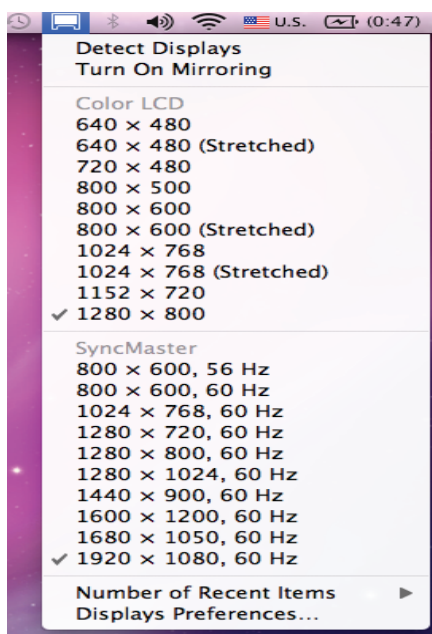 U.S. (0:47)
Detect Displays
Turn On Mirroring
Color LCD
640 × 480
640 × 480 (Stretched)
720 × 480
800 × 500
800 × 600
800 × 600 (Stretched)
1024 × 768
1024 × 768 (Stretched)
1152 × 720
1280 × 800
SyncMaster
800 × 600, 56 Hz
800 × 600, 60 Hz
1024 × 768, 60 Hz
1280 × 720, 60 Hz
1280 × 800, 60 Hz
1280 × 1024, 60 Hz
1440 × 900, 60 Hz
1600 × 1200, 60 Hz
1680 × 1050, 60 Hz
1920 × 1080, 60 Hz
Number of Recent Items
Displays Preferences...